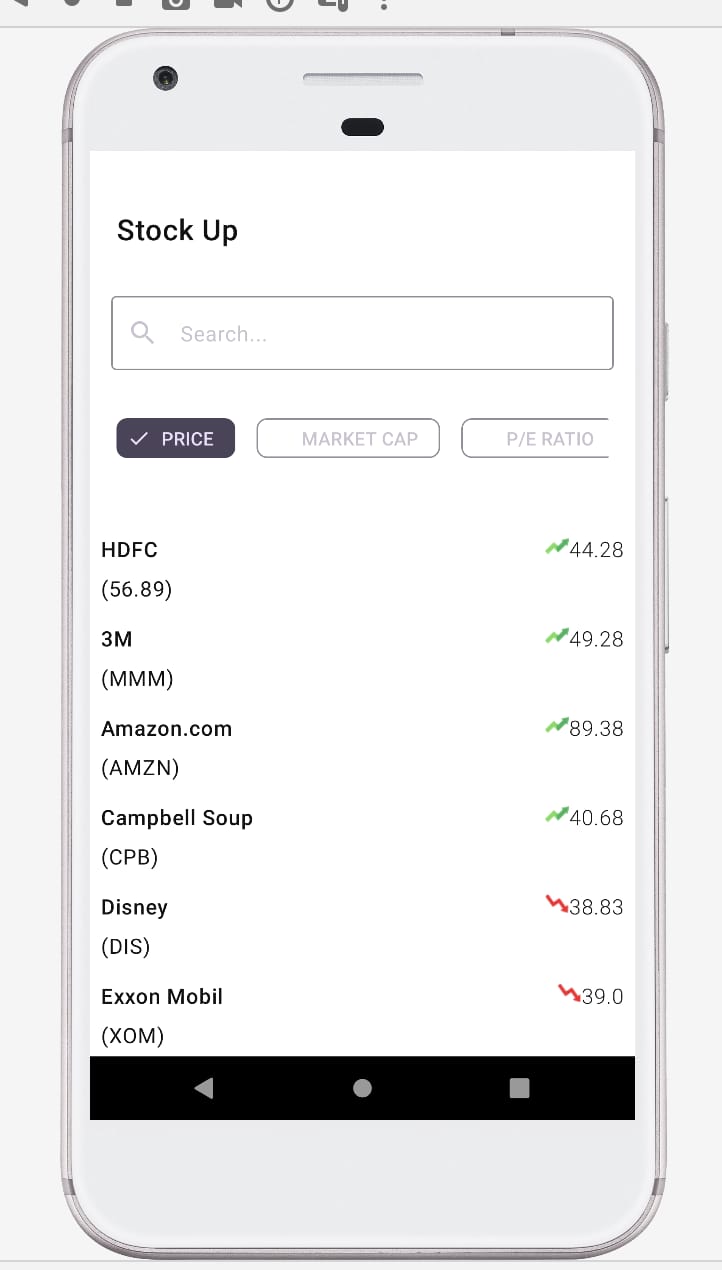 Stock Up
Search...
PRICE MARKET CAP P/E RATIO
HDFC 44.28
(56.89)
3M 49.28
(MMM)
Amazon.com 89.38
(AMZN)
Campbell Soup 40.68
(CPB)
Disney 38.83
(DIS)
Exxon Mobil 39.0
(XOM)